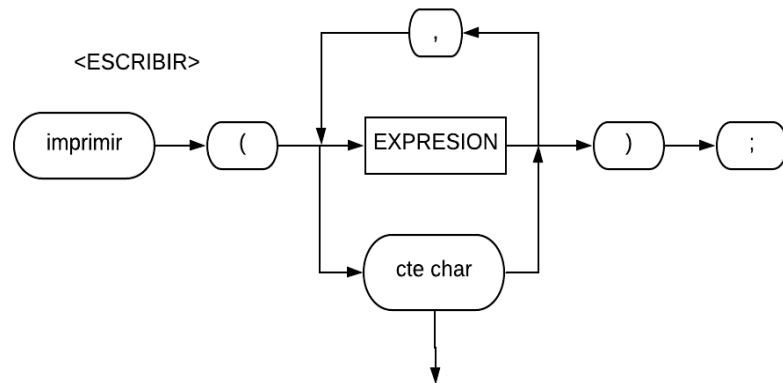 ,
<ESCRIBIR>
imprimir ( EXPRESION ) ;
cte char